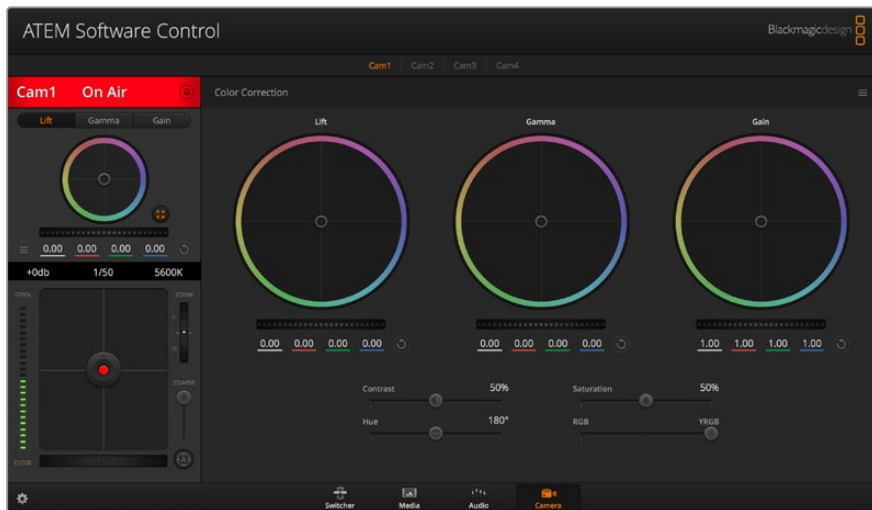 ATEM Software Control
Blackmagicdesign
Cam1 Cam2 Cam3 Cam4
Cam1 On Air
Color Correction
Lift Gamma Gain
0.00 0.00 0.00 0.00
+0db 1/50 5600K
OPEN
ZOOM
T
W
COARSE
CLOSE
Lift
Gamma
Gain
0.00 0.00 0.00 0.00
0.00 0.00 0.00 0.00
1.00 1.00 1.00 1.00
Contrast 50%
Saturation 50%
Hue 180°
RGB YRGB
Switcher
Media
Audio
Camera